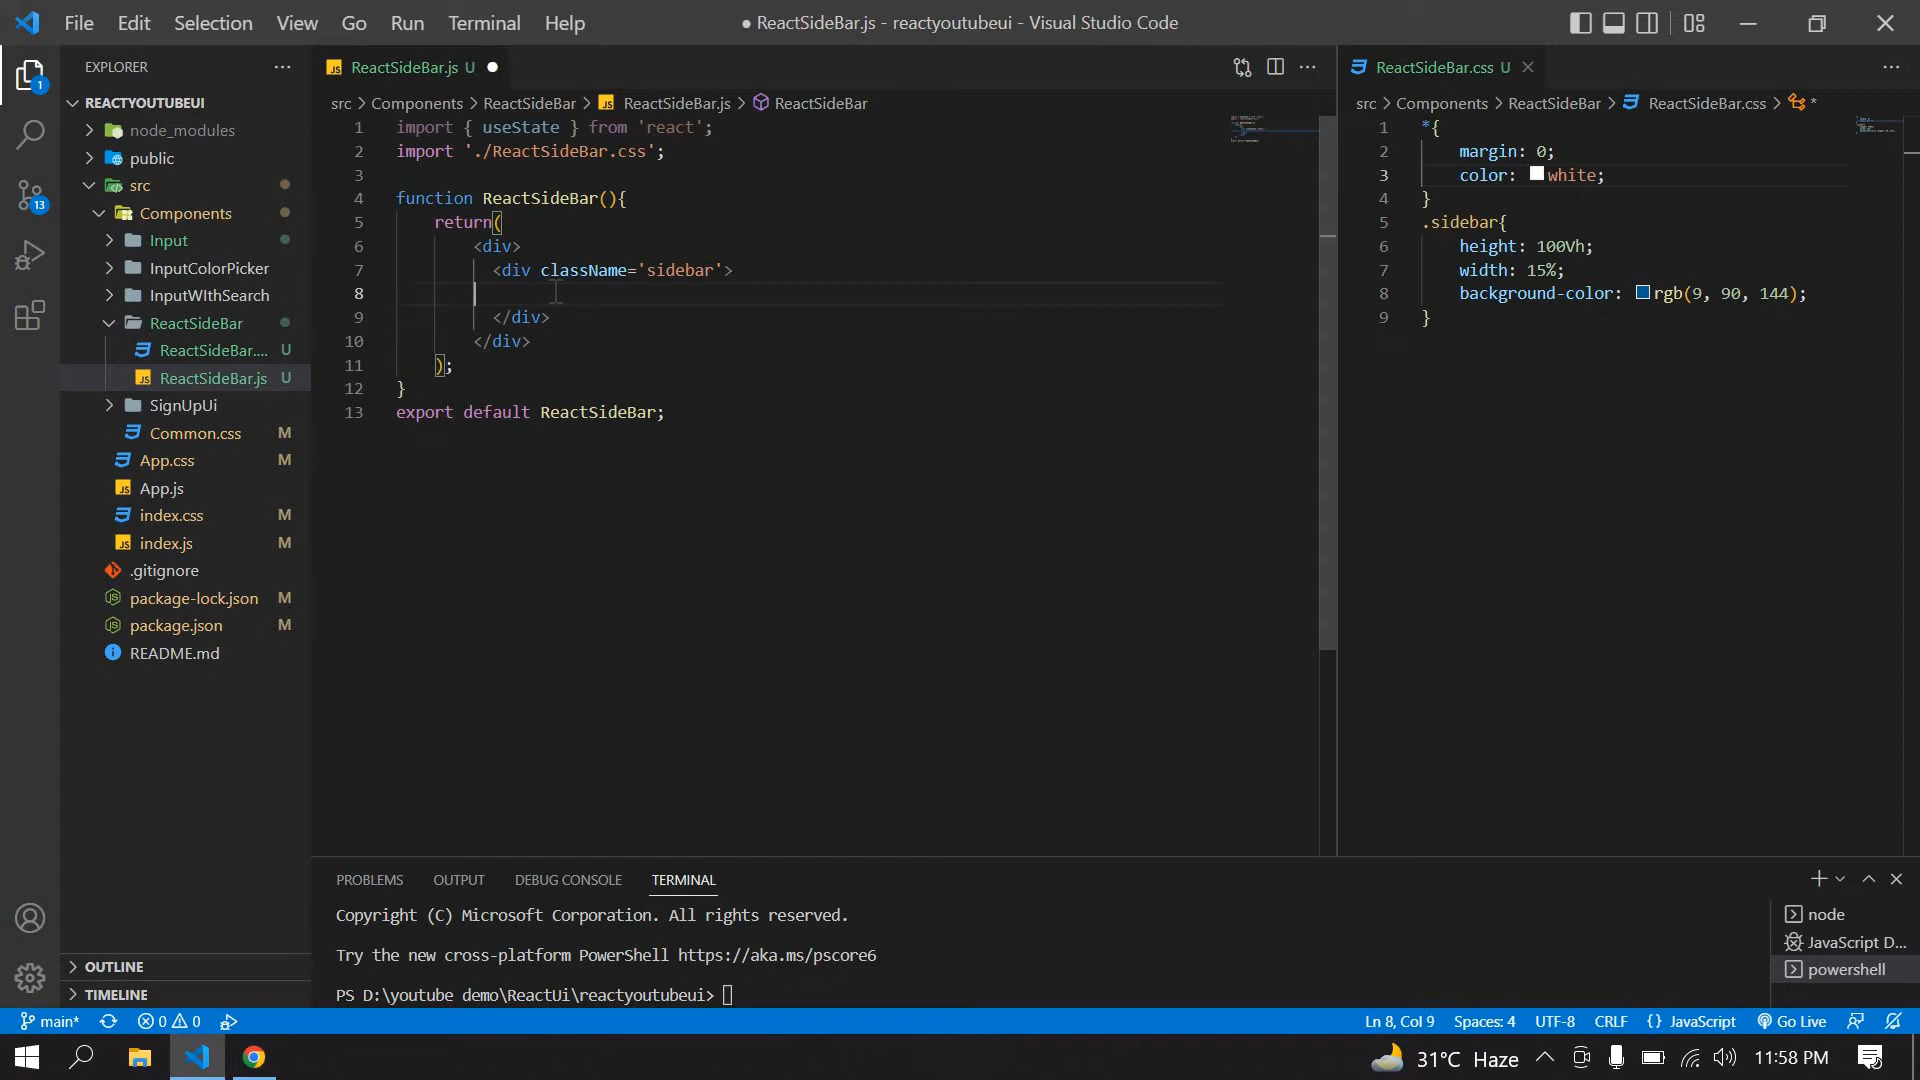 File Edit Selection View Go Run Terminal Help
● ReactSideBar.js - reactyoutubeui - Visual Studio Code
1
13
EXPLORER
REACTYOUTUBEUI
node_modules
public
src
Components
Input
InputColorPicker
InputWIthSearch
ReactSideBar
ReactSideBar.... U
ReactSideBar.js U
SignUpUi
Common.css M
App.css M
App.js
index.css M
index.js M
.gitignore
package-lock.json M
package.json M
README.md
OUTLINE
TIMELINE
ReactSideBar.js U
src > Components > ReactSideBar > ReactSideBar.js > ReactSideBar
1 import { useState } from 'react';
2 import './ReactSideBar.css';
3
4 function ReactSideBar(){
5 return(
6 <div>
7 <div className='sidebar'>
8
9 </div>
10 </div>
11 );
12 }
13 export default ReactSideBar;
ReactSideBar.css U
src > Components > ReactSideBar > ReactSideBar.css > *
1 *{
2 margin: 0;
3 color: white;
4 }
5 .sidebar{
6 height: 100Vh;
7 width: 15%;
8 background-color: rgb(9, 90, 144);
9 }
PROBLEMS OUTPUT DEBUG CONSOLE TERMINAL
Copyright (C) Microsoft Corporation. All rights reserved.
Try the new cross-platform PowerShell https://aka.ms/pscore6
PS D:\youtube demo\ReactUi\reactyoutubeui>
node
JavaScript D...
powershell
main* 0 0 Ln 8, Col 9 Spaces: 4 UTF-8 CRLF {} JavaScript Go Live
31°C Haze 11:58 PM